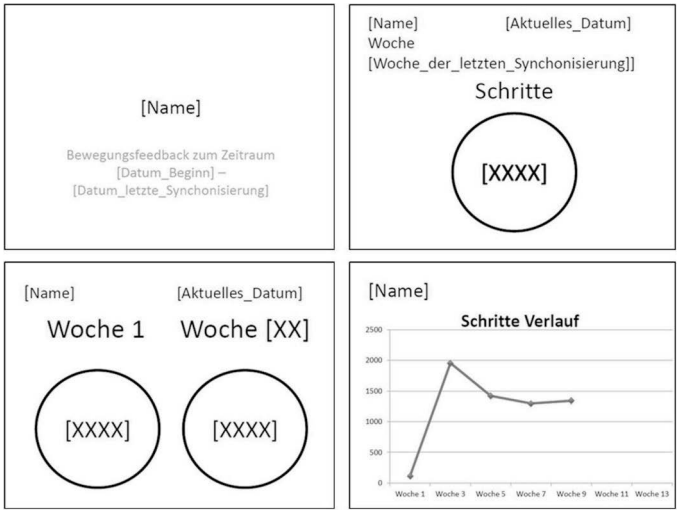 [Name]
Bewegungsfeedback zum Zeitraum
[Datum_Beginn] –
[Datum_letzte_Synchonisierung]
[Name] [Aktuelles_Datum]
Woche
[Woche_der_letzten_Synchonisierung]]
Schritte
[XXXX]
[Name] [Aktuelles_Datum]
Woche 1 Woche [XX]
[XXXX] [XXXX]
[Name]
Schritte Verlauf
2500
2000
1500
1000
500
0
Woche 1 Woche 3 Woche 5 Woche 7 Woche 9 Woche 11 Woche 13